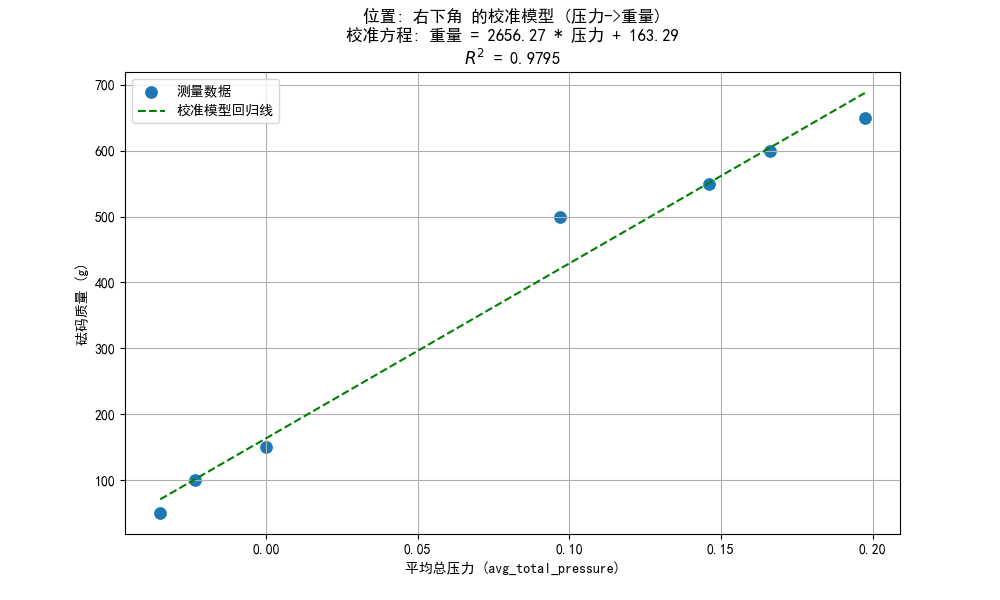 位置: 右下角 的校准模型 (压力->重量)
校准方程: 重量 = 2656.27 * 压力 + 163.29
R² = 0.9795
测量数据
校准模型回归线
700
600
500
400
300
200
100
砝码质量 (g)
0.00 0.05 0.10 0.15 0.20
平均总压力 (avg_total_pressure)